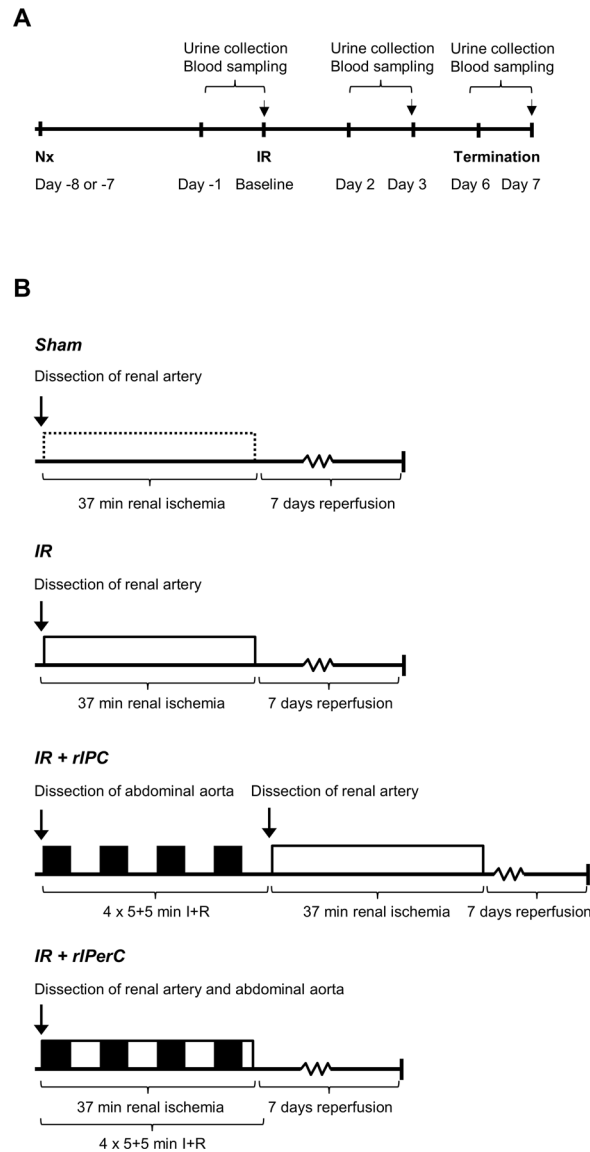 A
Urine collection Urine collection Urine collection
Blood sampling Blood sampling Blood sampling
Nx IR Termination
Day -8 or -7 Day -1 Baseline Day 2 Day 3 Day 6 Day 7
B
Sham
Dissection of renal artery
37 min renal ischemia 7 days reperfusion
IR
Dissection of renal artery
37 min renal ischemia 7 days reperfusion
IR + rIPC
Dissection of abdominal aorta Dissection of renal artery
4 x 5+5 min I+R 37 min renal ischemia 7 days reperfusion
IR + rIPerC
Dissection of renal artery and abdominal aorta
37 min renal ischemia 7 days reperfusion
4 x 5+5 min I+R